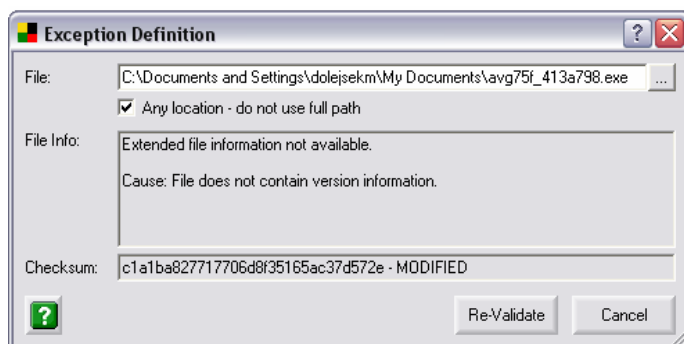 Exception Definition
?
File: C:\Documents and Settings\dolejsekm\My Documents\avg75f_413a798.exe ...
Any location - do not use full path
File Info: Extended file information not available.
Cause: File does not contain version information.
Checksum: c1a1ba827717706d8f35165ac37d572e - MODIFIED
? Re-Validate Cancel